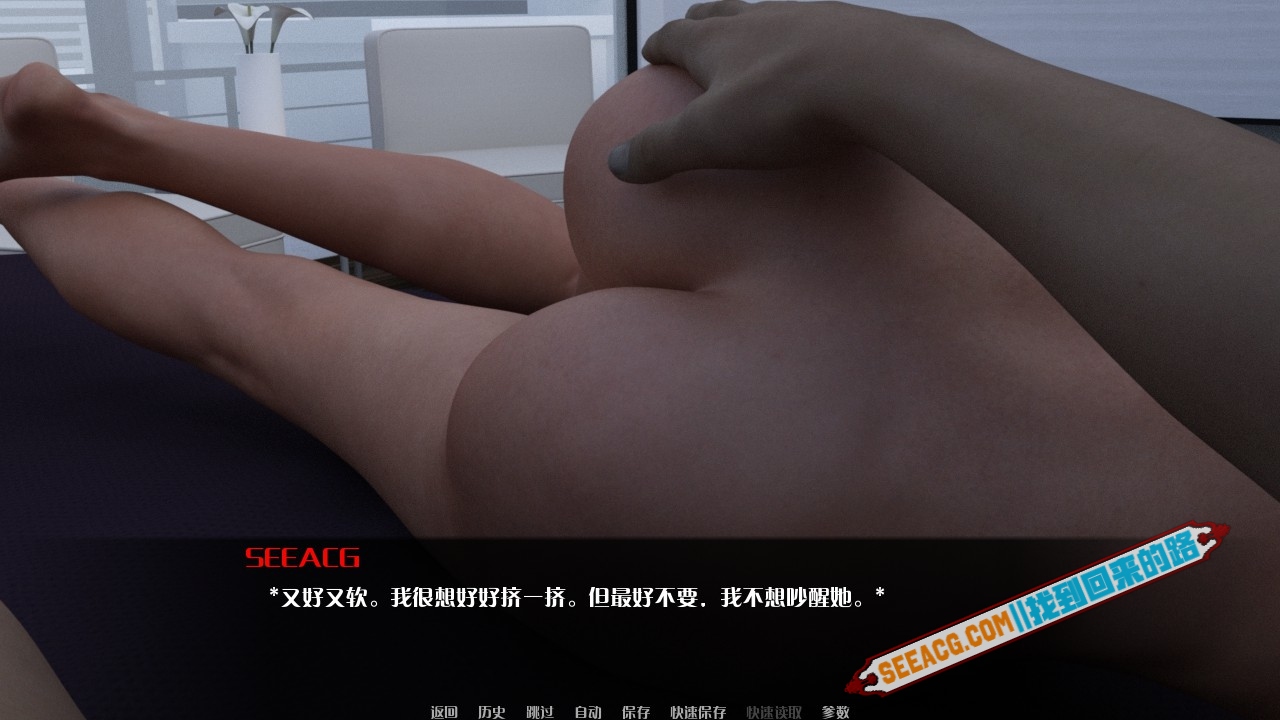 SEEACG
*又好又软。我很想好好挤一挤。但最好不要，我不想吵醒她。*
SEEACG.COM||找到回来的路
返回 历史 跳过 自动 保存 快速保存 快速读取 参数